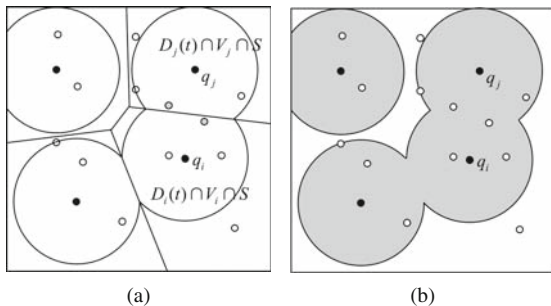 D_j(t)∩V_j∩S
q_j
q_j
q_i
q_i
D_i(t)∩V_i∩S
(a)
(b)